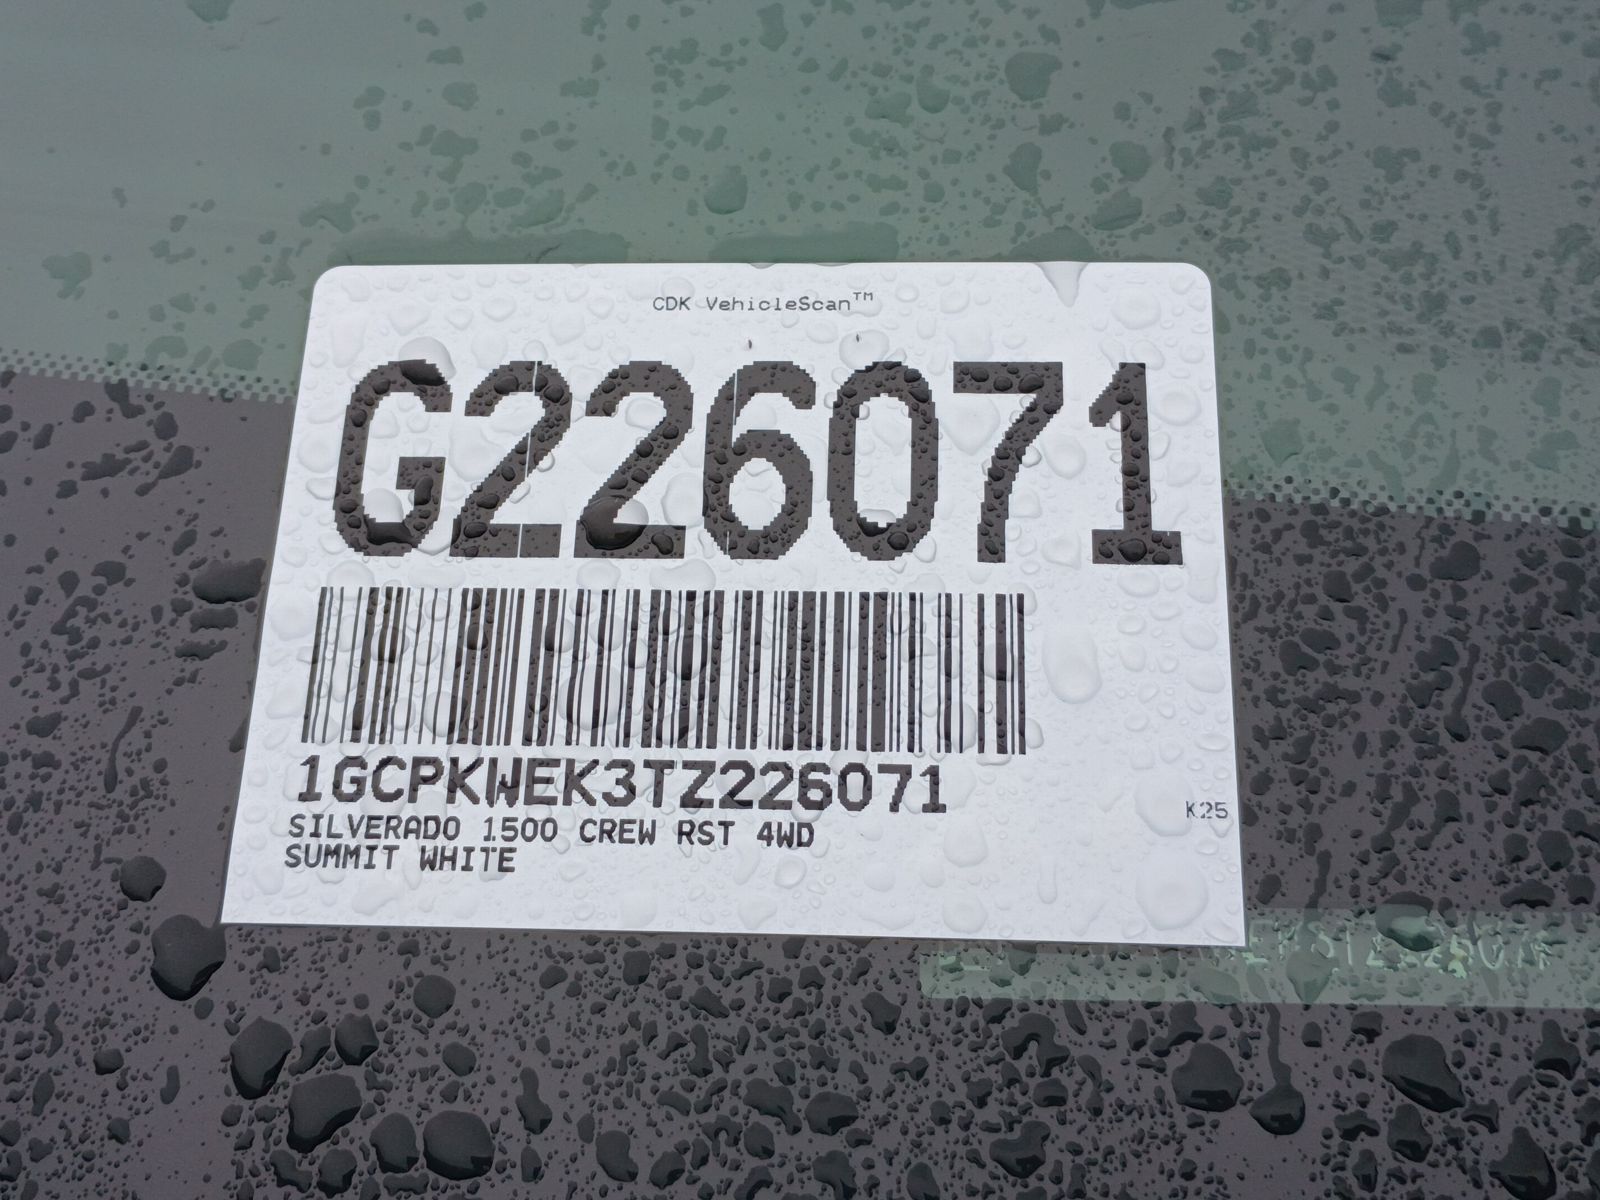 CDK VehicleScan™
G226071
1GCPKWEK3TZ226071
K25
SILVERADO 1500 CREW RST 4WD
SUMMIT WHITE